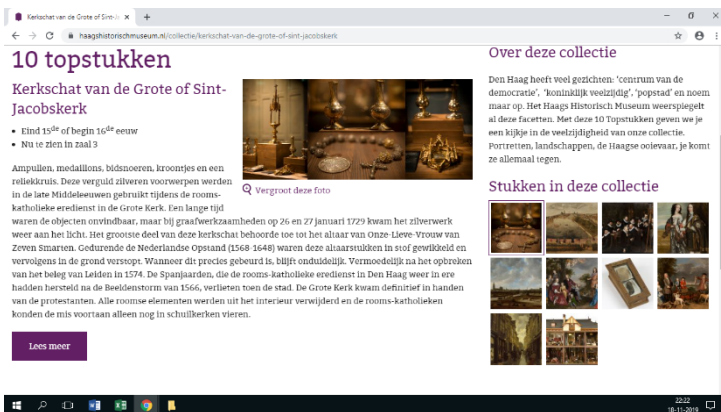 Kerkschat van de Grote of Sint-J
haagshistorischmuseum.nl/collectie/kerkschat-van-de-grote-of-sint-jacobskerk
10 topstukken
Kerkschat van de Grote of Sint-
Jacobskerk
Eind 15de of begin 16de eeuw
Nu te zien in zaal 3
Vergroot deze foto
Ampullen, medaillons, bidsnoeren, kroontjes en een
reliekkruis. Deze verguld zilveren voorwerpen werden
in de late Middeleeuwen gebruikt tijdens de rooms-
katholieke eredienst in de Grote Kerk. Een lange tijd
waren de objecten onvindbaar, maar bij graafwerkzaamheden op 26 en 27 januari 1729 kwam het zilverwerk
weer aan het licht. Het grootste deel van deze kerkschat behoorde toe tot het altaar van Onze-Lieve-Vrouw van
Zeven Smarten. Gedurende de Nederlandse Opstand (1568-1648) waren deze altaarstukken in stof gewikkeld en
vervolgens in de grond verstopt. Wanneer dit precies gebeurd is, blijft onduidelijk. Vermoedelijk na het opbreken
van het beleg van Leiden in 1574. De Spanjaarden, die de rooms-katholieke eredienst in Den Haag weer in ere
hadden hersteld na de Beeldenstorm van 1566, verlieten toen de stad. De Grote Kerk kwam definitief in handen
van de protestanten. Alle roomse elementen werden uit het interieur verwijderd en de rooms-katholieken
konden de mis voortaan alleen nog in schuilkerken vieren.
Lees meer
Over deze collectie
Den Haag heeft veel gezichten: ‘centrum van de
democratie’, ‘koninklijk veelzijdig’, ‘popstad’ en noem
maar op. Het Haags Historisch Museum weerspiegelt
al deze facetten. Met deze 10 Topstukken geven we je
een kijkje in de veelzijdigheid van onze collectie.
Portretten, landschappen, de Haagse ooievaar, je komt
ze allemaal tegen.
Stukken in deze collectie
22:22
18-11-2019